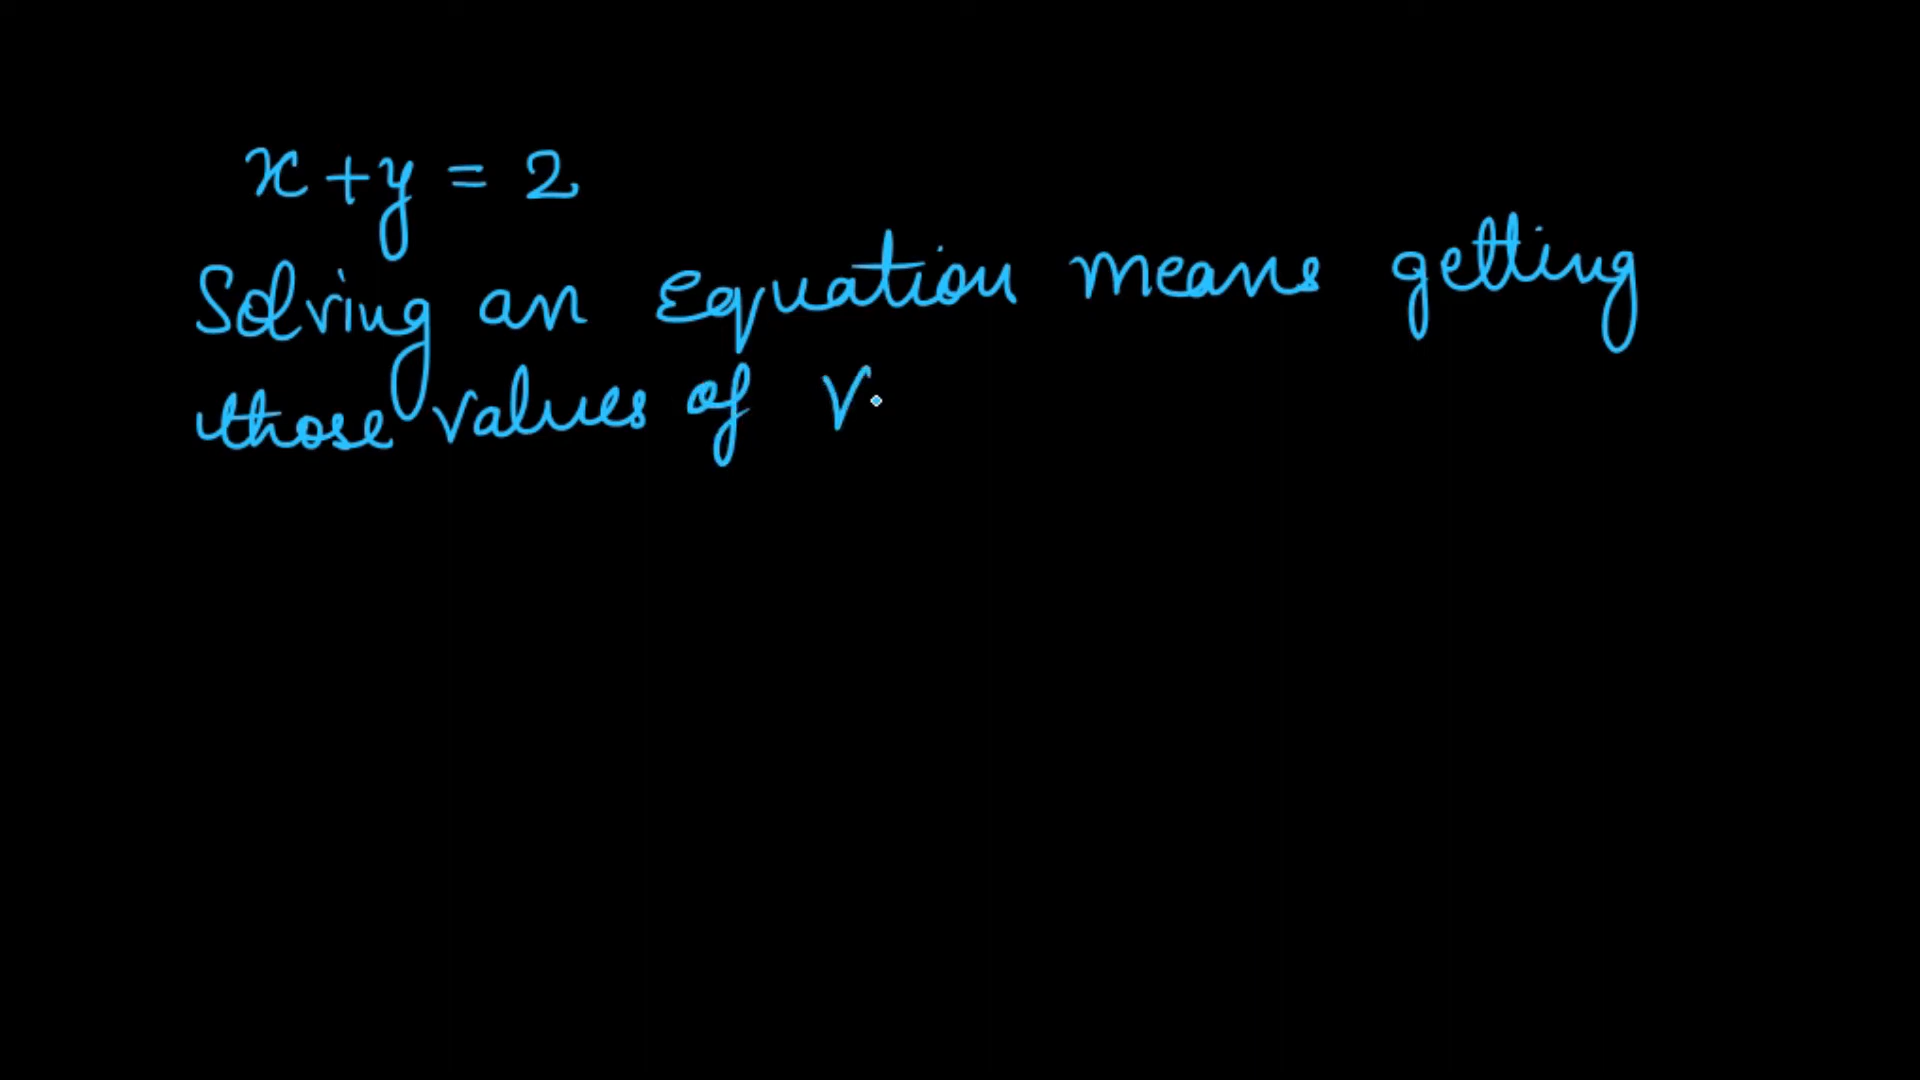 x + y = 2
Solving an Equation means getting
those values of V